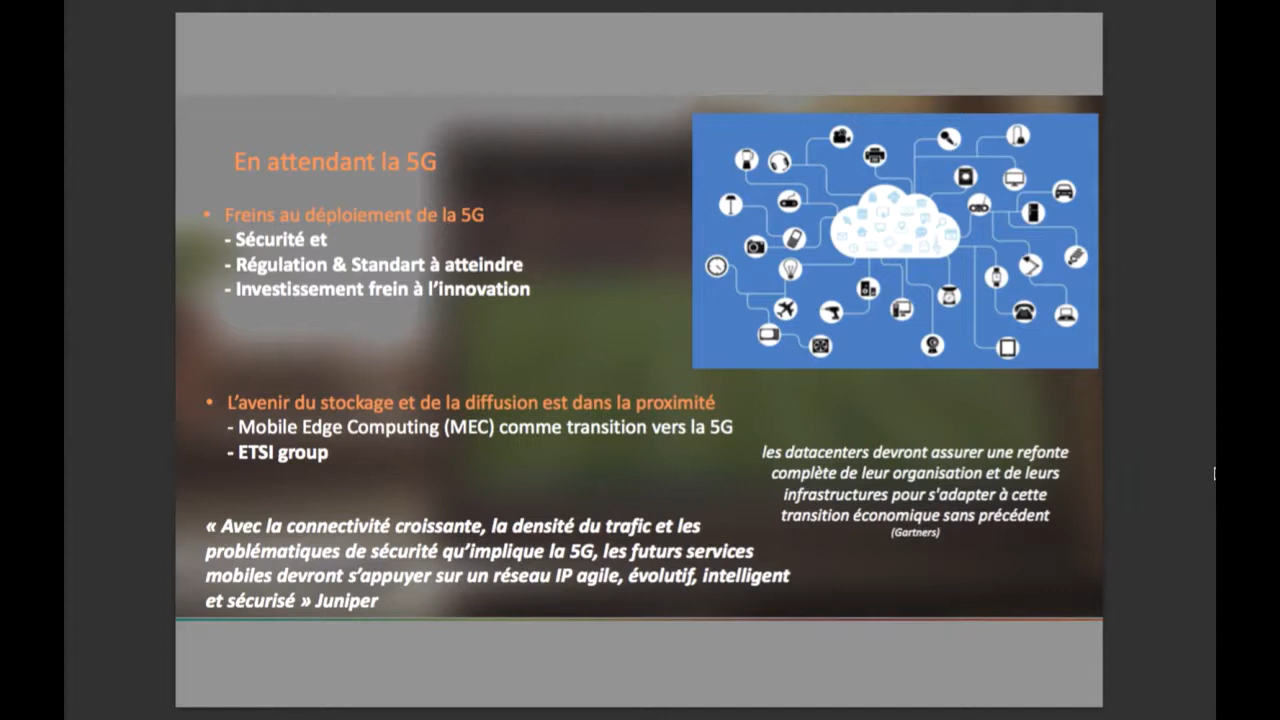 En attendant la 5G
• Freins au déploiement de la 5G
- Sécurité et
- Régulation & Standart à atteindre
- Investissement frein à l'innovation
• L'avenir du stockage et de la diffusion est dans la proximité
- Mobile Edge Computing (MEC) comme transition vers la 5G
- ETSI group
« Avec la connectivité croissante, la densité du trafic et les
problématiques de sécurité qu'implique la 5G, les futurs services
mobiles devront s'appuyer sur un réseau IP agile, évolutif, intelligent
et sécurisé » Juniper
les datacenters devront assurer une refonte
complète de leur organisation et de leurs
infrastructures pour s'adapter à cette
transition économique sans précédent
(Gartners)